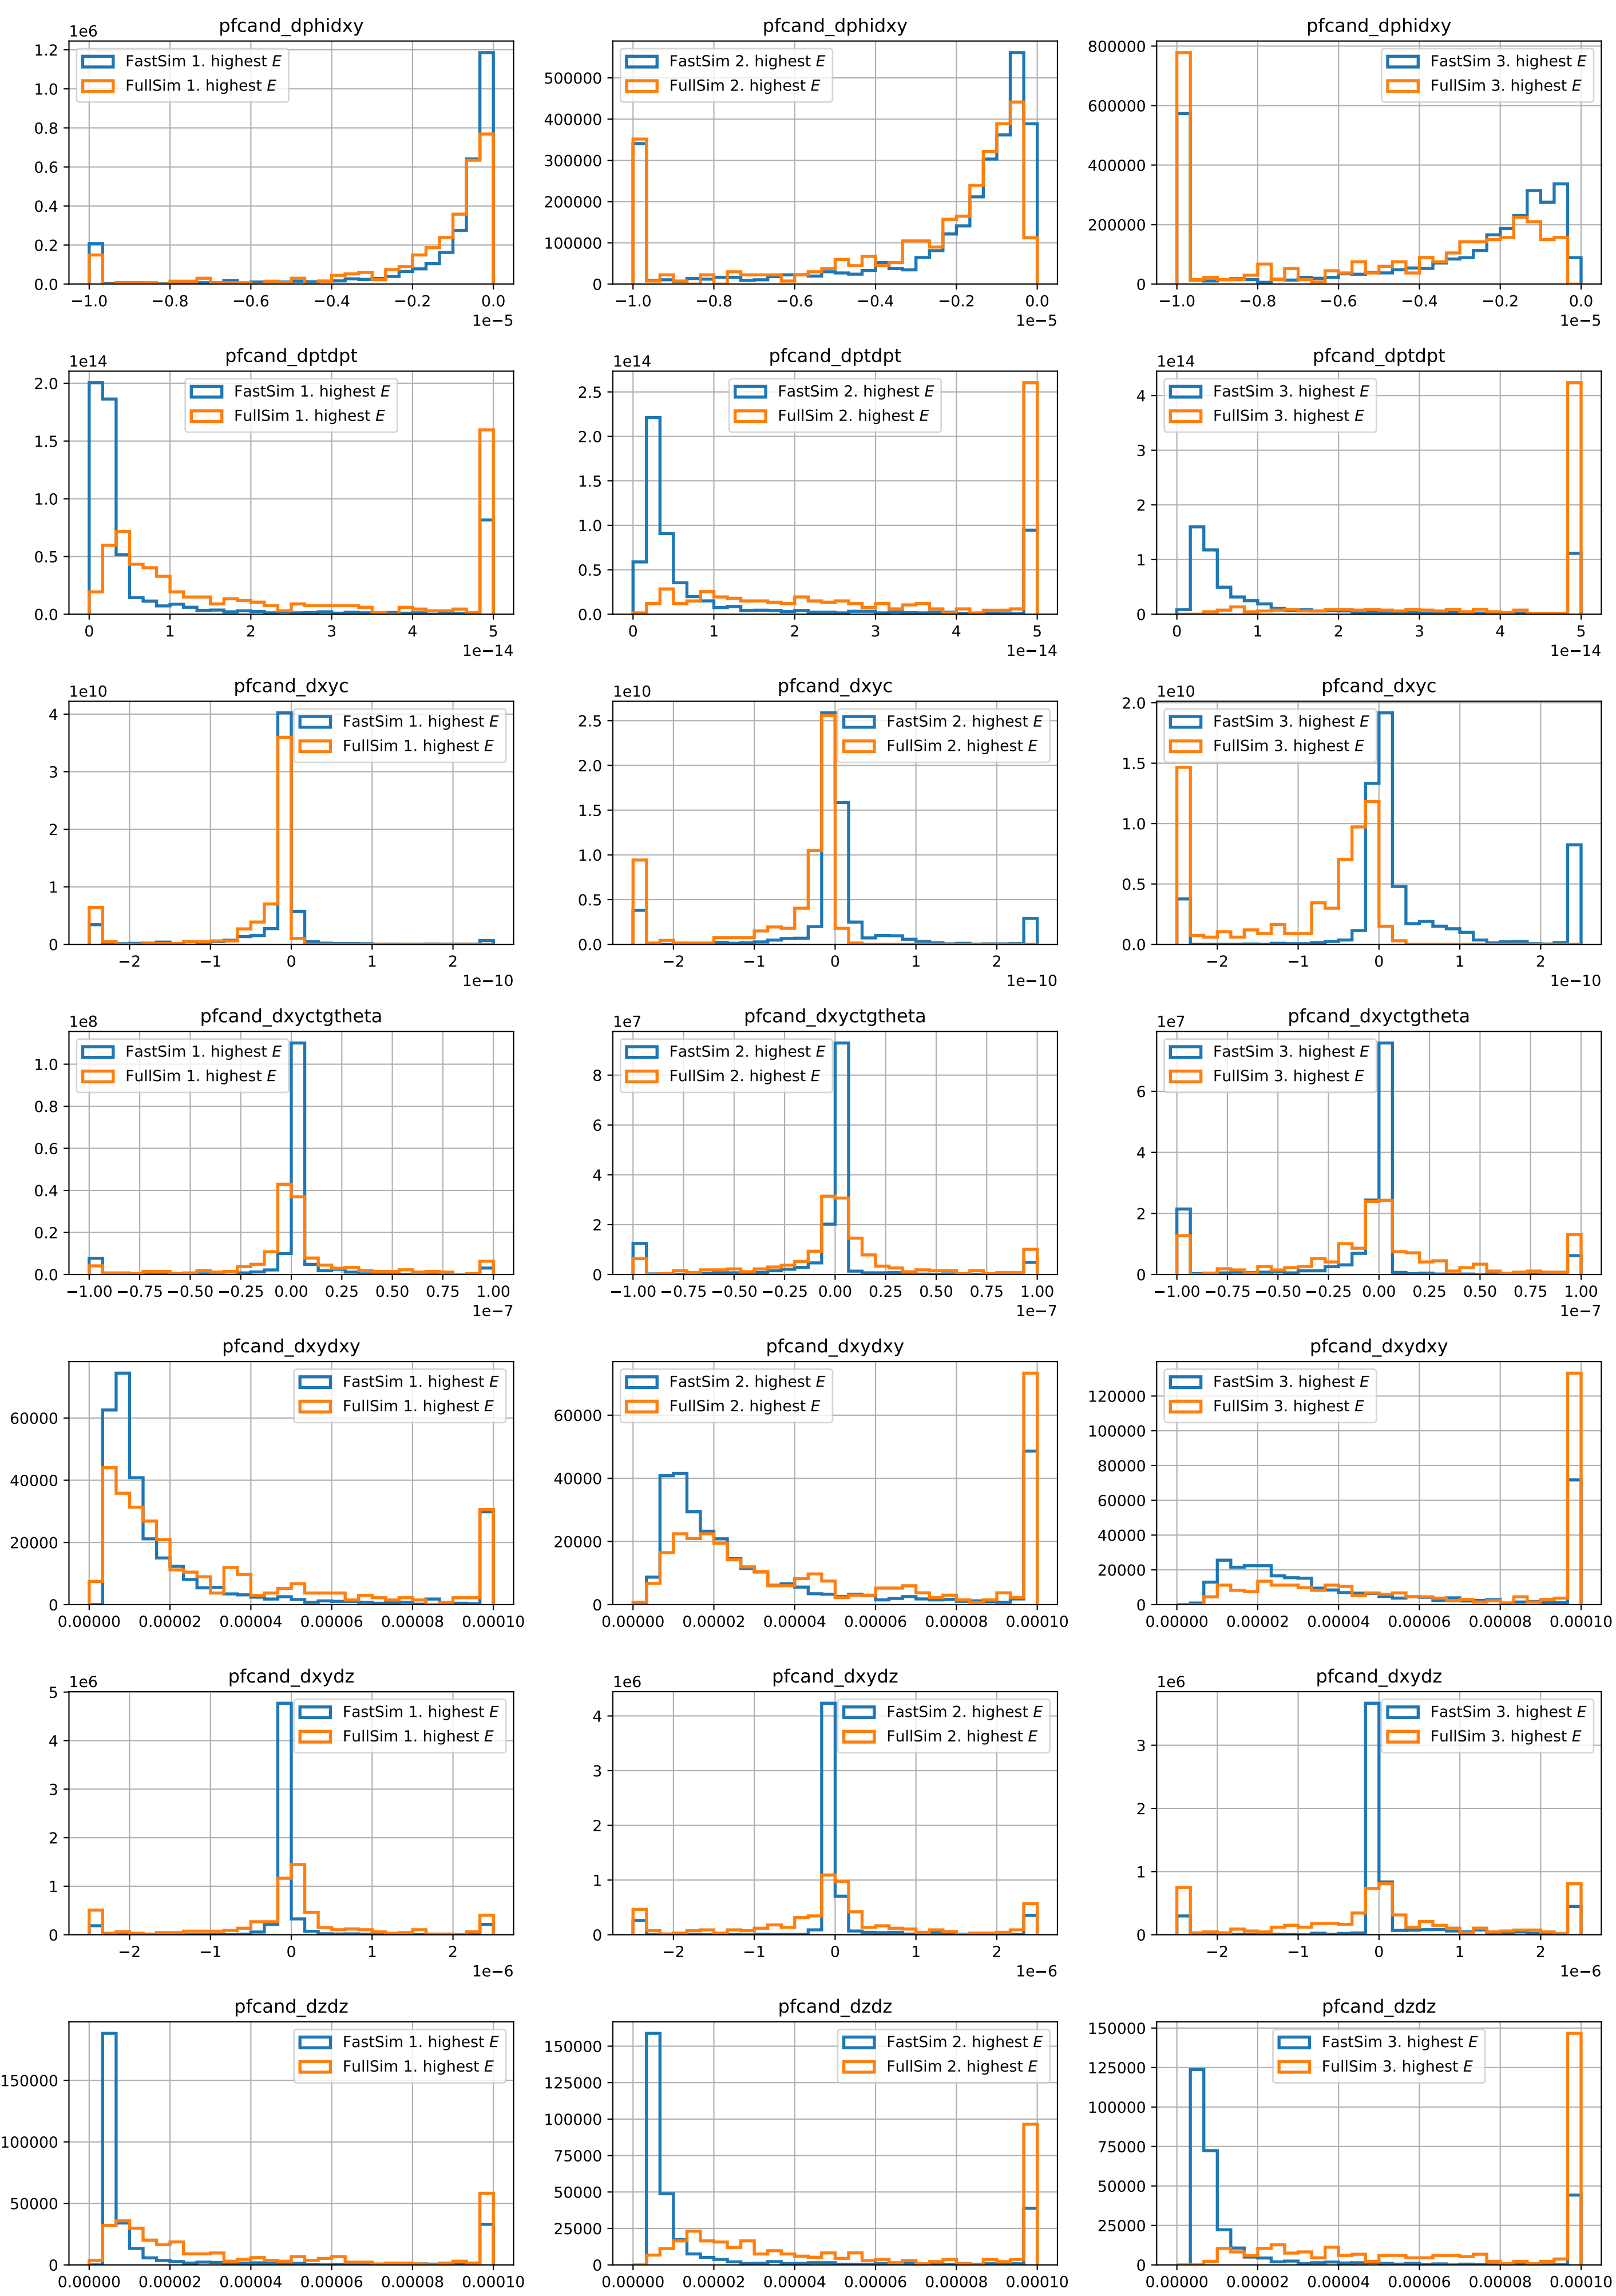 pfcand_dphidxy
1e6
FastSim 1. highest E
FullSim 1. highest E
1.2
1.0
0.8
0.6
0.4
0.2
0.0
−1.0 −0.8 −0.6 −0.4 −0.2 0.0
1e−5
pfcand_dphidxy
FastSim 2. highest E
FullSim 2. highest E
500000
400000
300000
200000
100000
0
−1.0 −0.8 −0.6 −0.4 −0.2 0.0
1e−5
pfcand_dphidxy
FastSim 3. highest E
FullSim 3. highest E
800000
600000
400000
200000
0
−1.0 −0.8 −0.6 −0.4 −0.2 0.0
1e−5
pfcand_dptdpt
1e14
FastSim 1. highest E
FullSim 1. highest E
2.0
1.5
1.0
0.5
0.0
0 1 2 3 4 5
1e−14
pfcand_dptdpt
1e14
FastSim 2. highest E
FullSim 2. highest E
2.5
2.0
1.5
1.0
0.5
0.0
0 1 2 3 4 5
1e−14
pfcand_dptdpt
1e14
FastSim 3. highest E
FullSim 3. highest E
4
3
2
1
0
0 1 2 3 4 5
1e−14
pfcand_dxyc
1e10
FastSim 1. highest E
FullSim 1. highest E
4
3
2
1
0
−2 −1 0 1 2
1e−10
pfcand_dxyc
1e10
FastSim 2. highest E
FullSim 2. highest E
2.5
2.0
1.5
1.0
0.5
0.0
−2 −1 0 1 2
1e−10
pfcand_dxyc
1e10
FastSim 3. highest E
FullSim 3. highest E
2.0
1.5
1.0
0.5
0.0
−2 −1 0 1 2
1e−10
pfcand_dxyctgtheta
1e8
FastSim 1. highest E
FullSim 1. highest E
1.0
0.8
0.6
0.4
0.2
0.0
−1.00 −0.75 −0.50 −0.25 0.00 0.25 0.50 0.75 1.00
1e−7
pfcand_dxyctgtheta
1e7
FastSim 2. highest E
FullSim 2. highest E
8
6
4
2
0
−1.00 −0.75 −0.50 −0.25 0.00 0.25 0.50 0.75 1.00
1e−7
pfcand_dxyctgtheta
1e7
FastSim 3. highest E
FullSim 3. highest E
6
4
2
0
−1.00 −0.75 −0.50 −0.25 0.00 0.25 0.50 0.75 1.00
1e−7
pfcand_dxydxy
FastSim 1. highest E
FullSim 1. highest E
60000
40000
20000
0
0.00000 0.00002 0.00004 0.00006 0.00008 0.00010
pfcand_dxydxy
FastSim 2. highest E
FullSim 2. highest E
60000
40000
20000
0
0.00000 0.00002 0.00004 0.00006 0.00008 0.00010
pfcand_dxydxy
FastSim 3. highest E
FullSim 3. highest E
120000
100000
80000
60000
40000
20000
0
0.00000 0.00002 0.00004 0.00006 0.00008 0.00010
pfcand_dxydz
1e6
FastSim 1. highest E
FullSim 1. highest E
5
4
3
2
1
0
−2 −1 0 1 2
1e−6
pfcand_dxydz
1e6
FastSim 2. highest E
FullSim 2. highest E
4
3
2
1
0
−2 −1 0 1 2
1e−6
pfcand_dxydz
1e6
FastSim 3. highest E
FullSim 3. highest E
3
2
1
0
−2 −1 0 1 2
1e−6
pfcand_dzdz
FastSim 1. highest E
FullSim 1. highest E
150000
100000
50000
0
0.00000 0.00002 0.00004 0.00006 0.00008 0.00010
pfcand_dzdz
FastSim 2. highest E
FullSim 2. highest E
150000
125000
100000
75000
50000
25000
0
0.00000 0.00002 0.00004 0.00006 0.00008 0.00010
pfcand_dzdz
FastSim 3. highest E
FullSim 3. highest E
150000
125000
100000
75000
50000
25000
0
0.00000 0.00002 0.00004 0.00006 0.00008 0.00010